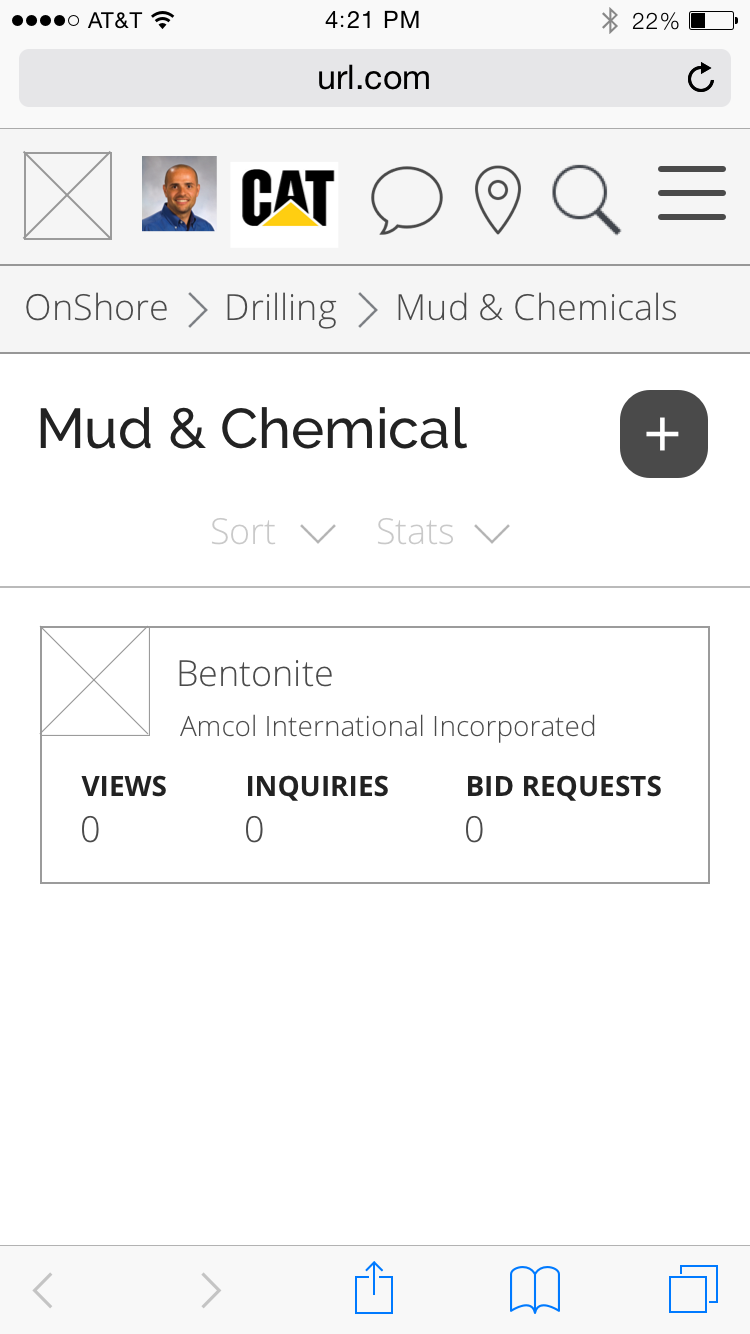 AT&T 4:21 PM 22%
url.com
CAT
OnShore Drilling Mud & Chemicals
Mud & Chemical
+
Sort Stats
Bentonite
Amcol International Incorporated
VIEWS INQUIRIES BID REQUESTS
0 0 0